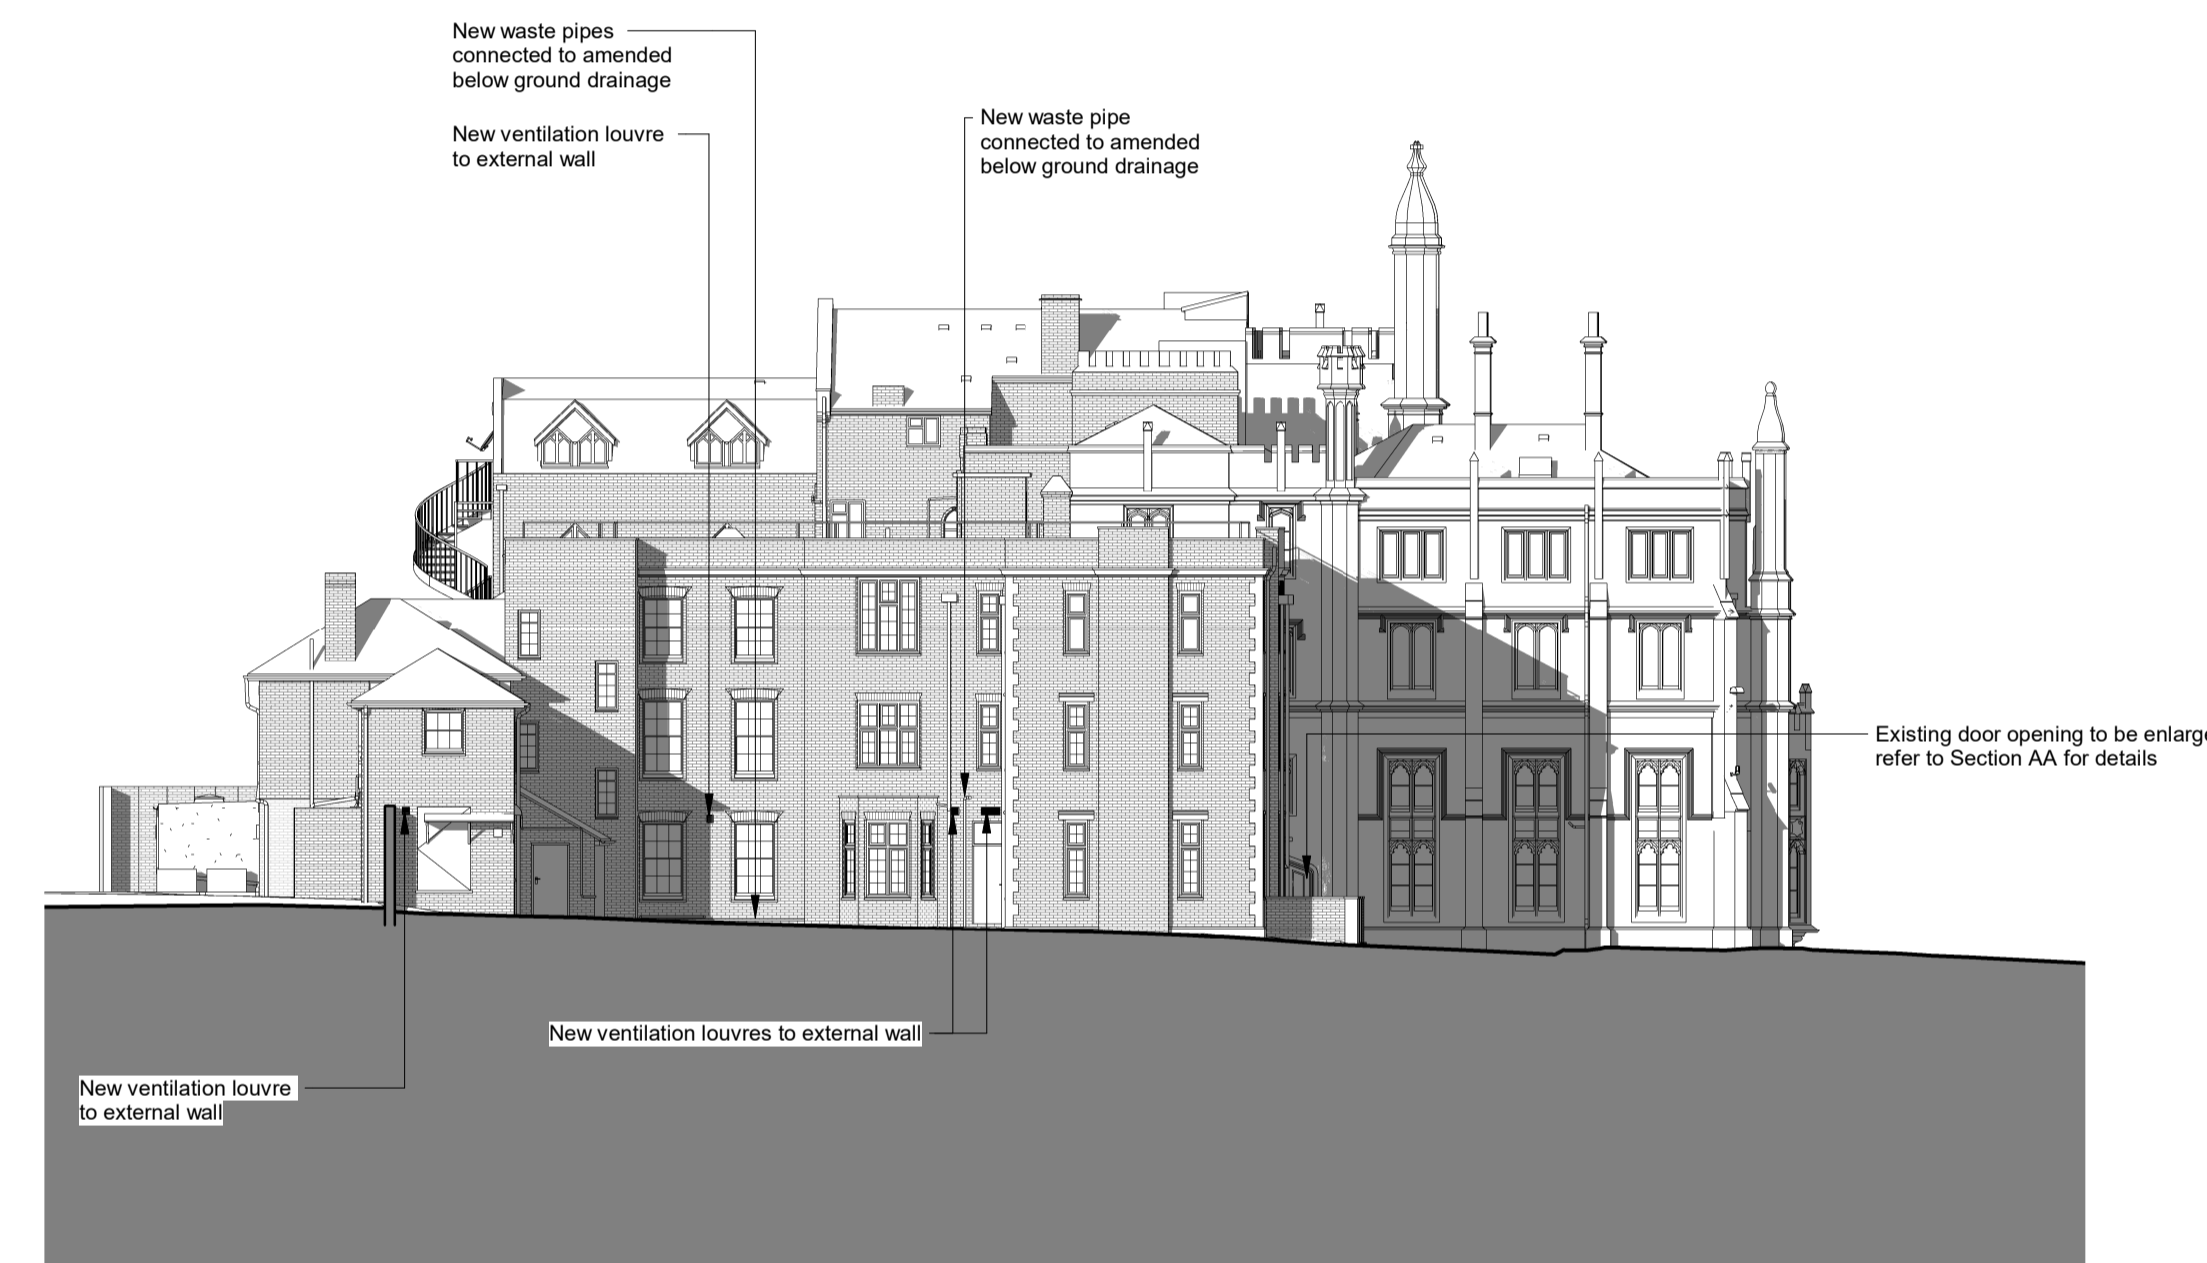 New waste pipes
connected to amended
below ground drainage
New ventilation louvre
to external wall
New waste pipe
connected to amended
below ground drainage
Existing door opening to be enlarge
refer to Section AA for details
New ventilation louvres to external wall
New ventilation louvre
to external wall